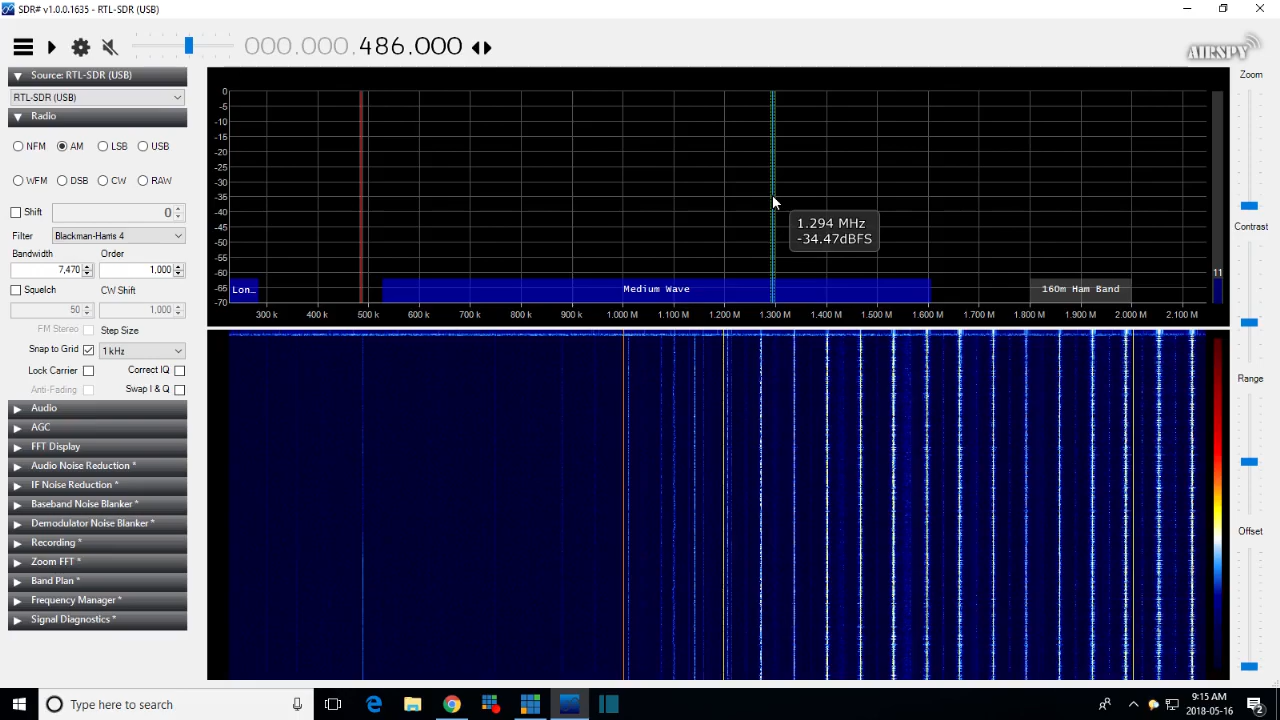 SDR# v1.0.0.1635 - RTL-SDR (USB)
000.000.486.000
AIRSPY
Source: RTL-SDR (USB)
RTL-SDR (USB)
Radio
NFM AM LSB USB
WFM DSB CW RAW
Shift 0
Filter Blackman-Harris 4
Bandwidth Order
7,470 1,000
Squelch CW Shift
50 1,000
FM Stereo Step Size
Snap to Grid 1 kHz
Lock Carrier Correct IQ
Anti-Fading Swap I & Q
Audio
AGC
FFT Display
Audio Noise Reduction *
IF Noise Reduction *
Baseband Noise Blanker *
Demodulator Noise Blanker *
Recording *
Zoom FFT *
Band Plan *
Frequency Manager *
Signal Diagnostics *
0
-5
-10
-15
-20
-25
-30
-35
-40
-45
-50
-55
-60
-65
-70
1.294 MHz
-34.47dBFS
Lon... Medium Wave 160m Ham Band
11
300 k 400 k 500 k 600 k 700 k 800 k 900 k 1.000 M 1.100 M 1.200 M 1.300 M 1.400 M 1.500 M 1.600 M 1.700 M 1.800 M 1.900 M 2.000 M 2.100 M
Zoom
Contrast
Range
Offset
Type here to search
9:15 AM
2018-05-16
2